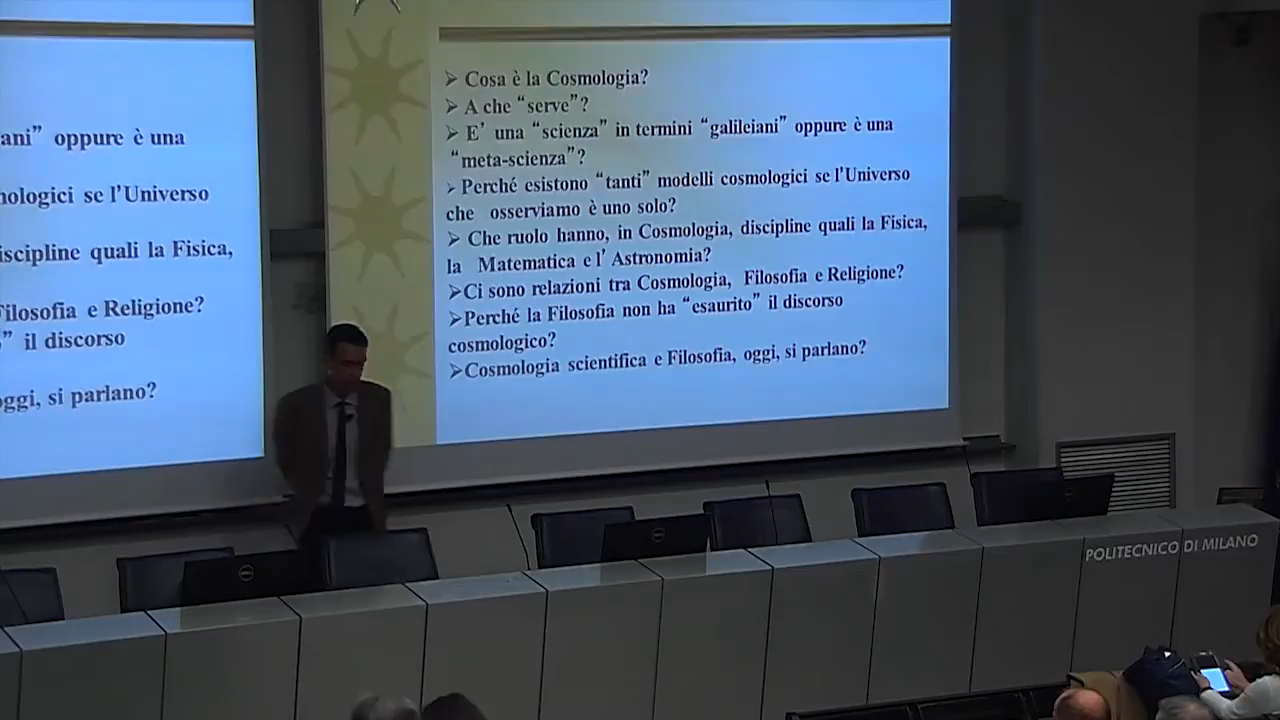 ani” oppure è una
nologici se l’Universo
iscipline quali la Fisica,
Filosofia e Religione?
” il discorso
oggi, si parlano?
➢ Cosa è la Cosmologia?
➢ A che “serve”?
➢ E’ una “scienza” in termini “galileiani” oppure è una
“meta-scienza”?
➢ Perché esistono “tanti” modelli cosmologici se l’Universo
che osserviamo è uno solo?
➢ Che ruolo hanno, in Cosmologia, discipline quali la Fisica,
la Matematica e l’ Astronomia?
➢Ci sono relazioni tra Cosmologia, Filosofia e Religione?
➢Perché la Filosofia non ha “esaurito” il discorso
cosmologico?
➢Cosmologia scientifica e Filosofia, oggi, si parlano?
DELL
DELL
POLITECNICO DI MILANO